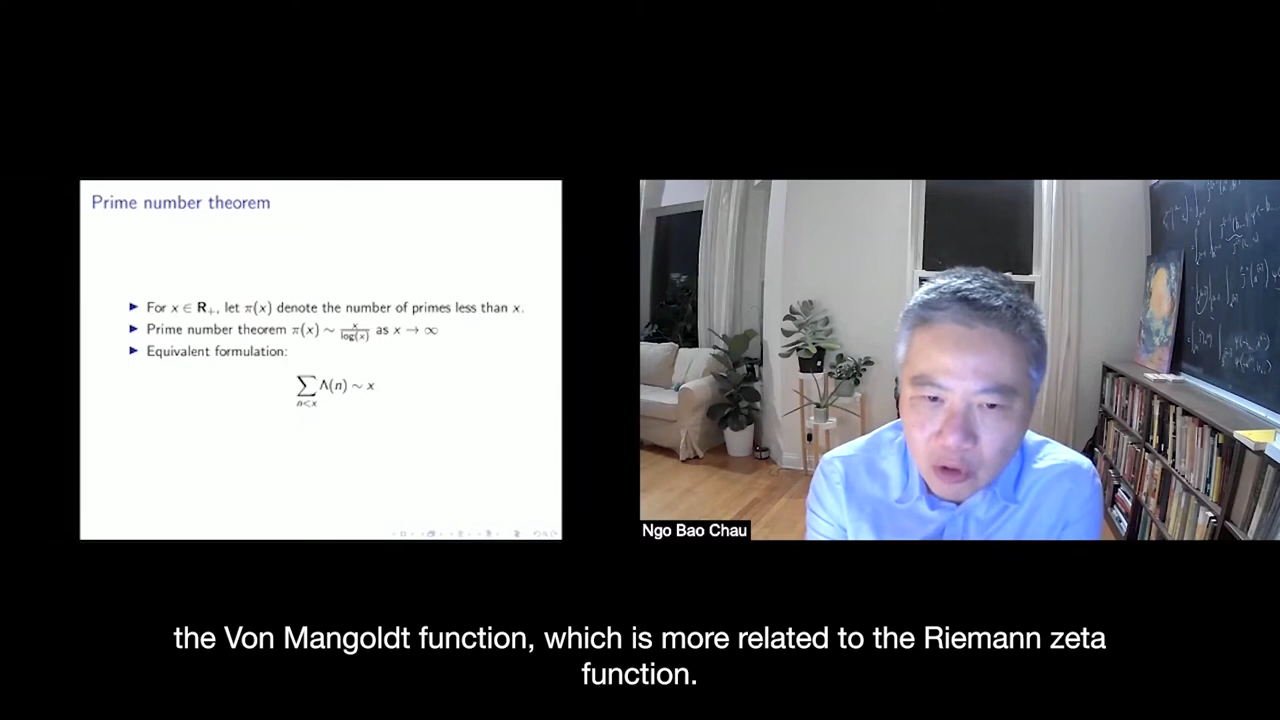 Prime number theorem
▶ For x ∈ R₊, let π(x) denote the number of primes less than x.
▶ Prime number theorem π(x) ∼ x/log(x) as x → ∞
▶ Equivalent formulation:
∑_{n<x} Λ(n) ∼ x
Ngo Bao Chau
the Von Mangoldt function, which is more related to the Riemann zeta
function.